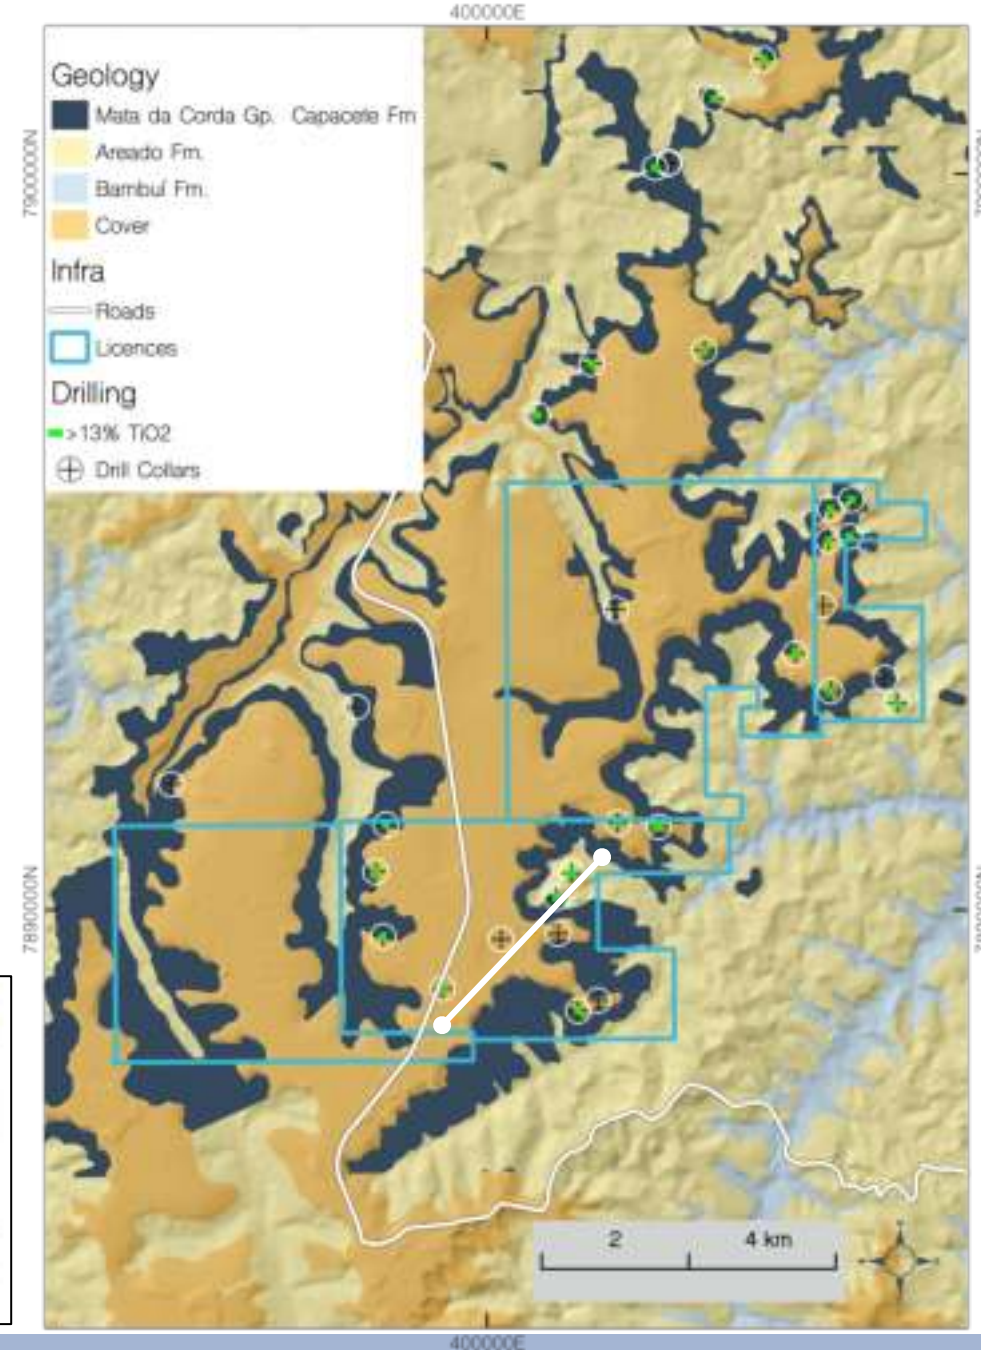 400000E
Geology
Mata da Corda Gp. Capacete Fm
Areado Fm.
Bambuí Fm.
Cover
Infra
Roads
Licences
Drilling
>13% TiO2
Drill Collars
7900000N
7890000N
2 4 km
400000E